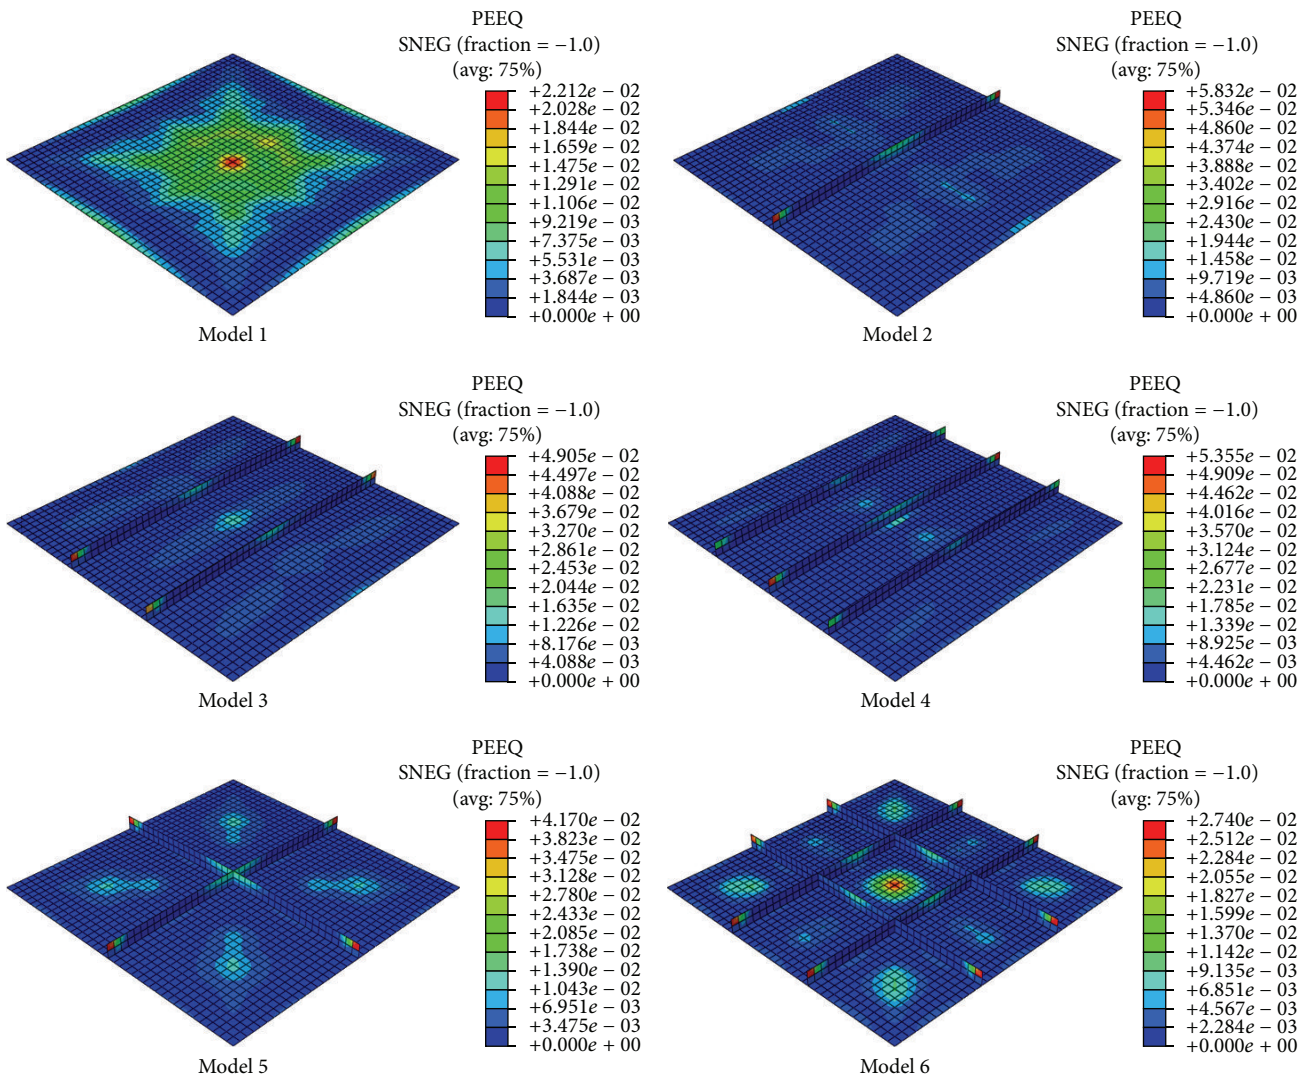 PEEQ
SNEG (fraction = −1.0)
(avg: 75%)
+2.212e − 02
+2.028e − 02
+1.844e − 02
+1.659e − 02
+1.475e − 02
+1.291e − 02
+1.106e − 02
+9.219e − 03
+7.375e − 03
+5.531e − 03
+3.687e − 03
+1.844e − 03
+0.000e + 00
Model 1
PEEQ
SNEG (fraction = −1.0)
(avg: 75%)
+5.832e − 02
+5.346e − 02
+4.860e − 02
+4.374e − 02
+3.888e − 02
+3.402e − 02
+2.916e − 02
+2.430e − 02
+1.944e − 02
+1.458e − 02
+9.719e − 03
+4.860e − 03
+0.000e + 00
Model 2
PEEQ
SNEG (fraction = −1.0)
(avg: 75%)
+4.905e − 02
+4.497e − 02
+4.088e − 02
+3.679e − 02
+3.270e − 02
+2.861e − 02
+2.453e − 02
+2.044e − 02
+1.635e − 02
+1.226e − 02
+8.176e − 03
+4.088e − 03
+0.000e + 00
Model 3
PEEQ
SNEG (fraction = −1.0)
(avg: 75%)
+5.355e − 02
+4.909e − 02
+4.462e − 02
+4.016e − 02
+3.570e − 02
+3.124e − 02
+2.677e − 02
+2.231e − 02
+1.785e − 02
+1.339e − 02
+8.925e − 03
+4.462e − 03
+0.000e + 00
Model 4
PEEQ
SNEG (fraction = −1.0)
(avg: 75%)
+4.170e − 02
+3.823e − 02
+3.475e − 02
+3.128e − 02
+2.780e − 02
+2.433e − 02
+2.085e − 02
+1.738e − 02
+1.390e − 02
+1.043e − 02
+6.951e − 03
+3.475e − 03
+0.000e + 00
Model 5
PEEQ
SNEG (fraction = −1.0)
(avg: 75%)
+2.740e − 02
+2.512e − 02
+2.284e − 02
+2.055e − 02
+1.827e − 02
+1.599e − 02
+1.370e − 02
+1.142e − 02
+9.135e − 03
+6.851e − 03
+4.567e − 03
+2.284e − 03
+0.000e + 00
Model 6